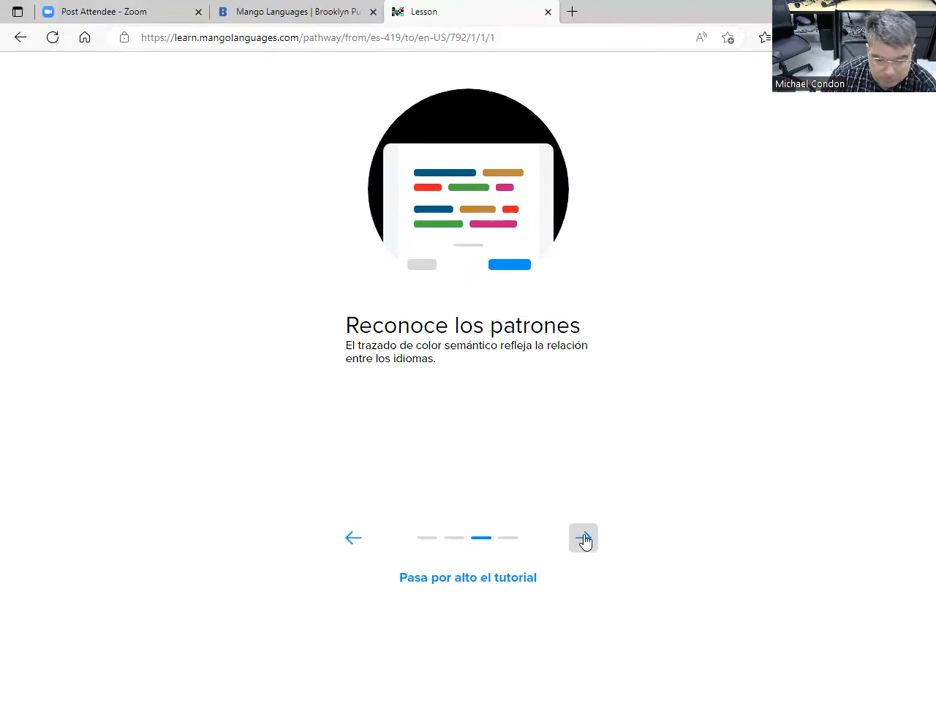 Post Attendee - Zoom
Mango Languages | Brooklyn Pu
Lesson
https://learn.mangolanguages.com/pathway/from/es-419/to/en-US/792/1/1/1
Michael Condon
Reconoce los patrones
El trazado de color semántico refleja la relación
entre los idiomas.
Pasa por alto el tutorial